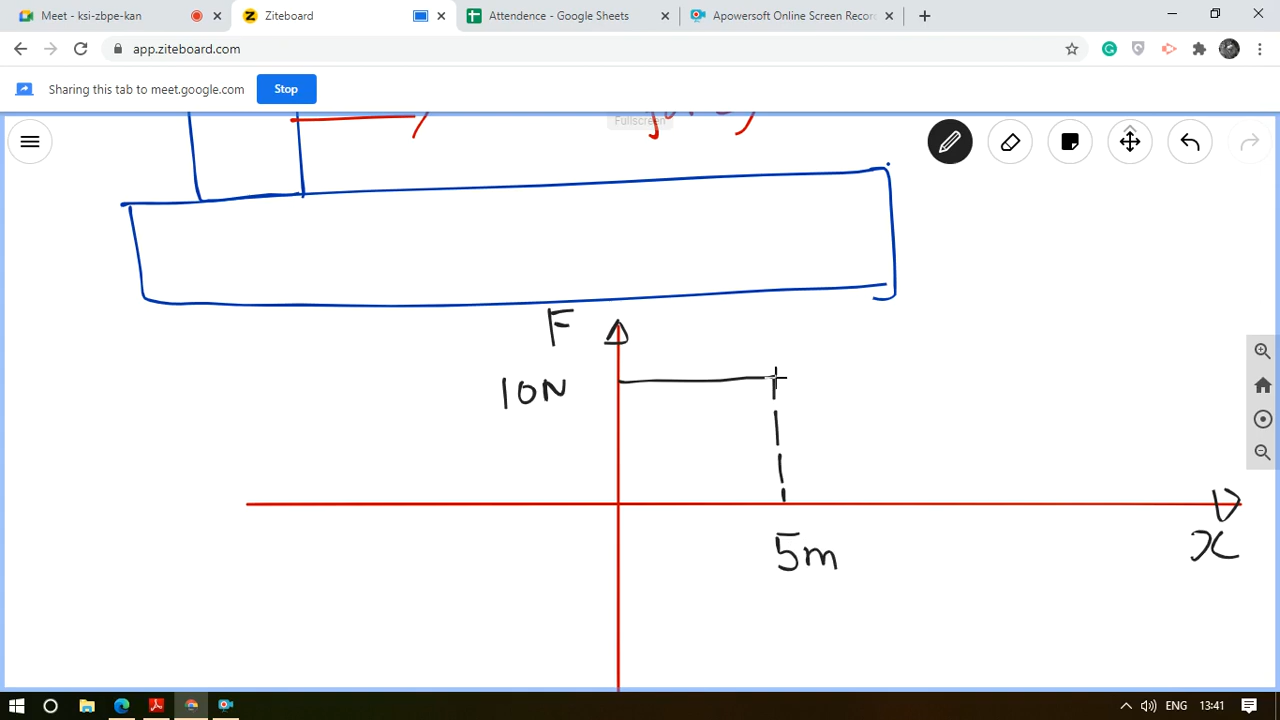 Meet - ksi-zbpe-kan
Ziteboard
Attendence - Google Sheets
Apowersoft Online Screen Recor
app.ziteboard.com
Sharing this tab to meet.google.com
Stop
Fullscreen
F
10N
5m
x
ENG
13:41